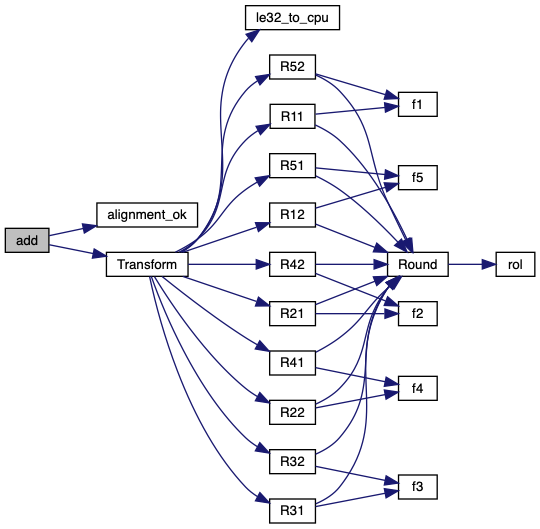 le32_to_cpu
R52
f1
R11
R51
f5
alignment_ok
R12
add
Transform
R42
Round
rol
R21
f2
R41
f4
R22
R32
f3
R31